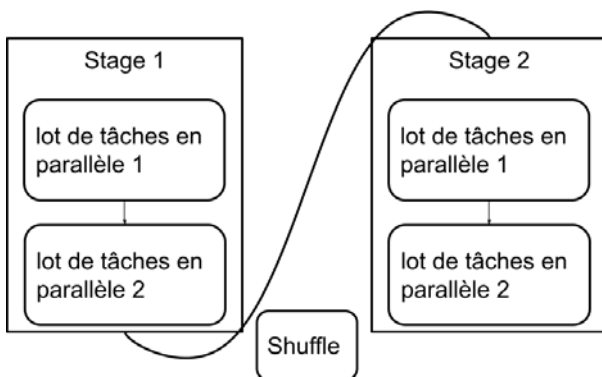 Stage 1
lot de tâches en
parallèle 1
lot de tâches en
parallèle 2
Shuffle
Stage 2
lot de tâches en
parallèle 1
lot de tâches en
parallèle 2